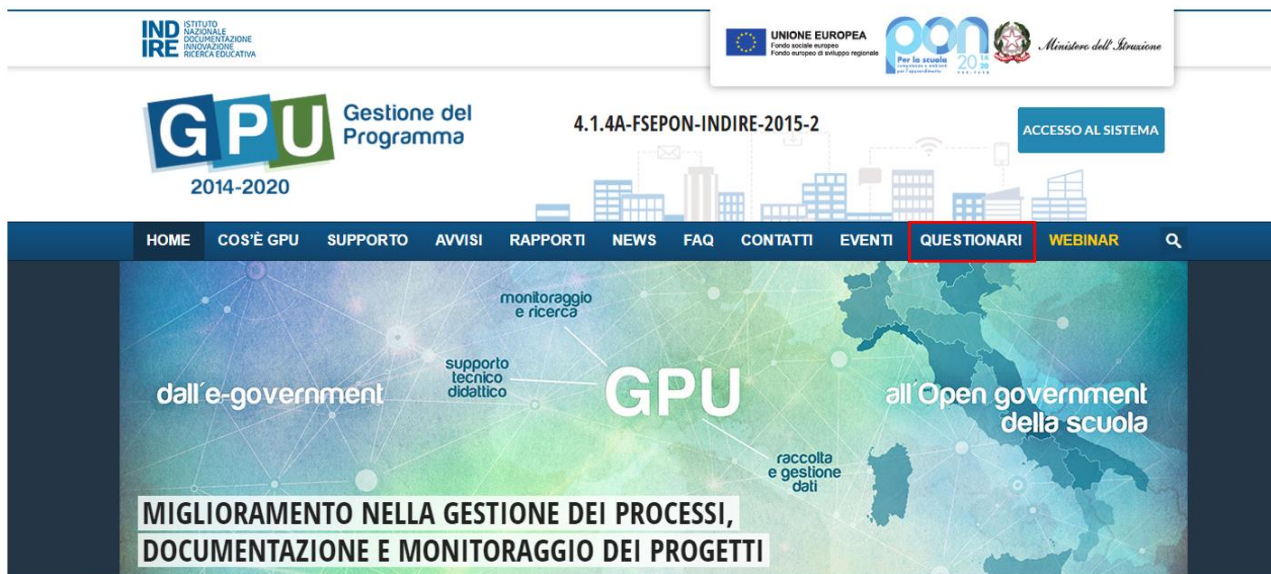 IND
IRE
ISTITUTO
NAZIONALE
DOCUMENTAZIONE
INNOVAZIONE
RICERCA EDUCATIVA
UNIONE EUROPEA
Fondo sociale europeo
Fondo europeo di sviluppo regionale
pon
Per la scuola
2014
20 20
Ministero dell'Istruzione
GPU
2014-2020
Gestione del
Programma
4.1.4A-FSEPON-INDIRE-2015-2
ACCESSO AL SISTEMA
HOME COS'È GPU SUPPORTO AVVISI RAPPORTI NEWS FAQ CONTATTI EVENTI QUESTIONARI WEBINAR
monitoraggio
e ricerca
supporto
tecnico
didattico
GPU
raccolta
e gestione
dati
dall'e-government
all'Open government
della scuola
MIGLIORAMENTO NELLA GESTIONE DEI PROCESSI,
DOCUMENTAZIONE E MONITORAGGIO DEI PROGETTI